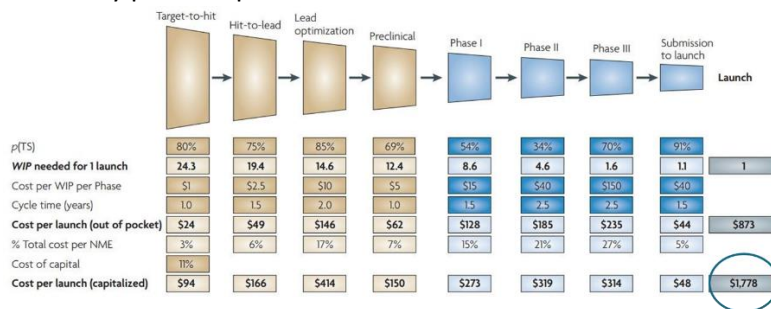 Target-to-hit Hit-to-lead Lead optimization Preclinical Phase I Phase II Phase III Submission to launch Launch
p(TS) 80% 75% 85% 69% 54% 34% 70% 91%
WIP needed for 1 launch 24.3 19.4 14.6 12.4 8.6 4.6 1.6 1.1 1
Cost per WIP per Phase $1 $2.5 $10 $5 $15 $40 $150 $40
Cycle time (years) 1.0 1.5 2.0 1.0 1.5 2.5 2.5 1.5
Cost per launch (out of pocket) $24 $49 $146 $62 $128 $185 $235 $44 $873
% Total cost per NME 3% 6% 17% 7% 15% 21% 27% 5%
Cost of capital 11%
Cost per launch (capitalized) $94 $166 $414 $150 $273 $319 $314 $48 $1,778